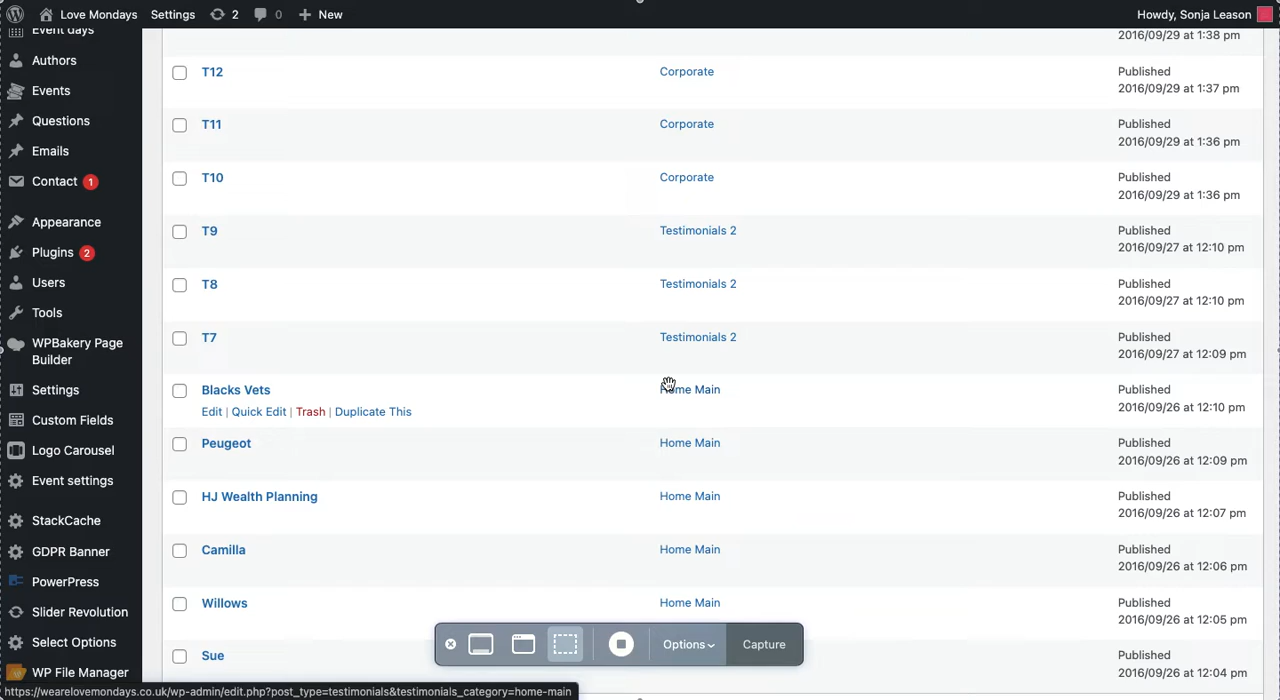 Love Mondays Settings 2 0 New Howdy, Sonja Leason
Event days
Authors
Events
Questions
Emails
Contact 1
Appearance
Plugins 2
Users
Tools
WPBakery Page
Builder
Settings
Custom Fields
Logo Carousel
Event settings
StackCache
GDPR Banner
PowerPress
Slider Revolution
Select Options
WP File Manager
2016/09/29 at 1:38 pm
T12 Corporate Published
2016/09/29 at 1:37 pm
T11 Corporate Published
2016/09/29 at 1:36 pm
T10 Corporate Published
2016/09/29 at 1:36 pm
T9 Testimonials 2 Published
2016/09/27 at 12:10 pm
T8 Testimonials 2 Published
2016/09/27 at 12:10 pm
T7 Testimonials 2 Published
2016/09/27 at 12:09 pm
Blacks Vets Home Main Published
Edit | Quick Edit | Trash | Duplicate This 2016/09/26 at 12:10 pm
Peugeot Home Main Published
2016/09/26 at 12:09 pm
HJ Wealth Planning Home Main Published
2016/09/26 at 12:07 pm
Camilla Home Main Published
2016/09/26 at 12:06 pm
Willows Home Main Published
2016/09/26 at 12:05 pm
Sue Published
2016/09/26 at 12:04 pm
Options Capture
https://wearelovemondays.co.uk/wp-admin/edit.php?post_type=testimonials&testimonials_category=home-main